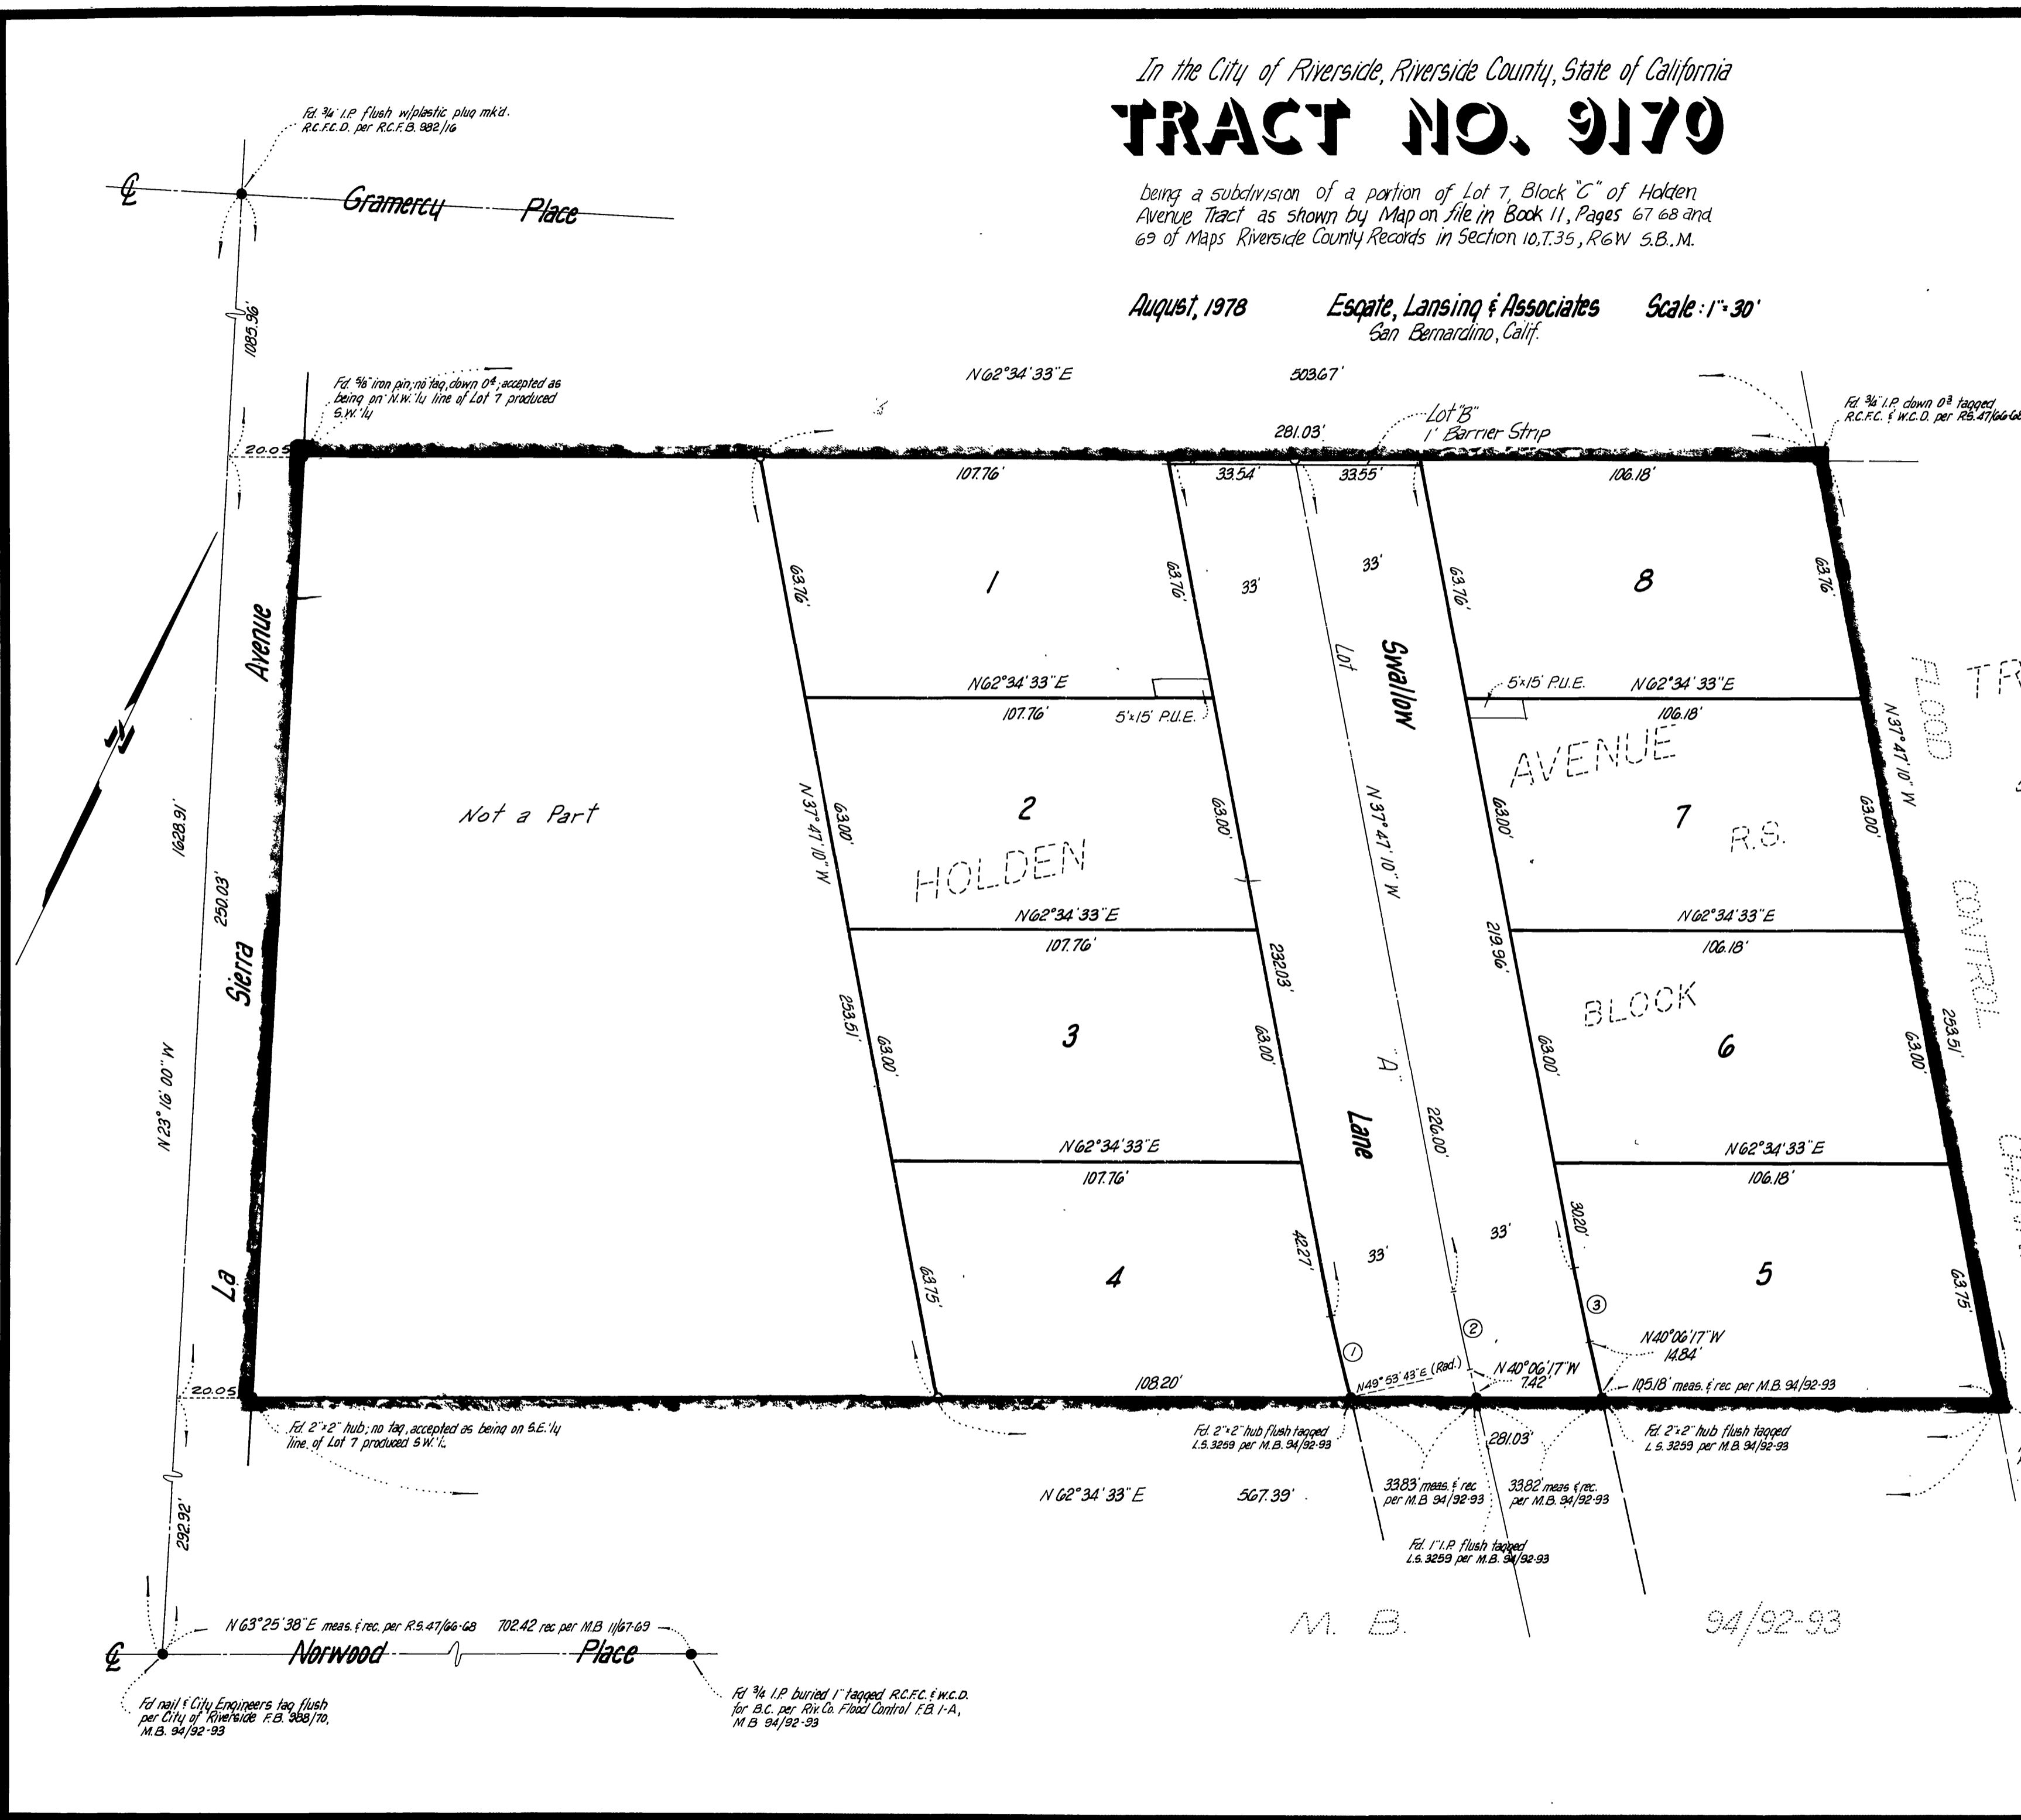 In the City of Riverside, Riverside County, State of California
TRACT NO. 9179
being a subdivision of a portion of Lot 7, Block "C" of Holden
Avenue Tract as shown by Map on file in Book 11, Pages 67 68 and
69 of Maps Riverside County Records in Section 10, T.3S, R6W S.B.M.
August, 1978
Esgate, Lansing & Associates
Scale: 1"=30'
San Bernardino, Calif.
Fd. 3/4" I.P. flush w/plastic plug mk'd.
R.C.F.C.D. per R.C.F.B. 982/16
℄
Gramercy Place
1085.96'
Fd. 5/8" iron pin; no tag, down 0.4; accepted as
being on N.W.'ly line of Lot 7 produced
S.W.'ly
N62°34'33"E 503.67'
Lot "B"
1' Barrier Strip
281.03'
Fd. 3/4" I.P. down 0.3 tagged
R.C.F.C. & W.C.D. per R.S. 47/66-68
20.05
107.76'
33.54'
33.55'
106.18'
63.76'
1
63.76'
33'
33'
63.76'
8
63.76'
Lot
Swallow
N62°34'33"E
107.76'
5'x15' P.U.E.
5'x15' P.U.E.
N62°34'33"E
106.18'
AVENUE
N37°47'10"W
FLOOD
TR
Avenue
1628.91'
250.03'
Not a Part
N37°47'10"W
63.00'
2
HOLDEN
63.00'
N37°47'10"W
63.00'
7
R.S.
63.00'
CONTROL
N62°34'33"E
107.76'
N62°34'33"E
106.18'
Sierra
232.03'
219.96'
253.51'
63.00'
3
63.00'
"A"
63.00'
BLOCK
6
63.00'
253.51'
N23°16'00"W
N62°34'33"E
107.76'
Lane
226.00'
N62°34'33"E
106.18'
La
63.75'
4
42.27'
33'
33'
30.20'
5
63.75'
1
2
3
N49°53'43"E (Rad.)
N40°06'17"W
7.42'
N40°06'17"W
14.84'
20.05
108.20'
105.18' meas. & rec per M.B. 94/92-93
Fd. 2"x2" hub; no tag, accepted as being on S.E.'ly
line of Lot 7 produced S.W.'ly
Fd. 2"x2" hub flush tagged
L.S. 3259 per M.B. 94/92-93
281.03'
Fd. 2"x2" hub flush tagged
L.S. 3259 per M.B. 94/92-93
33.83' meas. & rec
per M.B. 94/92-93
33.82' meas & rec.
per M.B. 94/92-93
N62°34'33"E 567.39'
Fd. 1" I.P. flush tagged
L.S. 3259 per M.B. 94/92-93
292.92'
M. B. 94/92-93
N63°25'38"E meas. & rec. per R.S. 47/66-68 702.42 rec per M.B. 11/67-69
℄
Norwood Place
Fd nail & City Engineers tag flush
per City of Riverside F.B. 988/70,
M.B. 94/92-93
Fd 3/4 I.P. buried 1" tagged R.C.F.C. & W.C.D.
for B.C. per Riv. Co. Flood Control F.B. 1-A,
M B 94/92-93